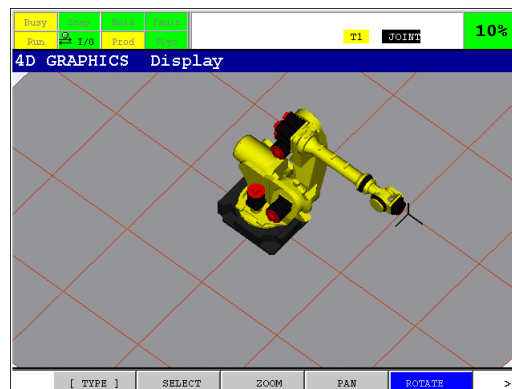 Busy Step Hold Fault
Run I/O Prod TCyc
T1 JOINT 10%
4D GRAPHICS Display
[ TYPE ] SELECT ZOOM PAN ROTATE >